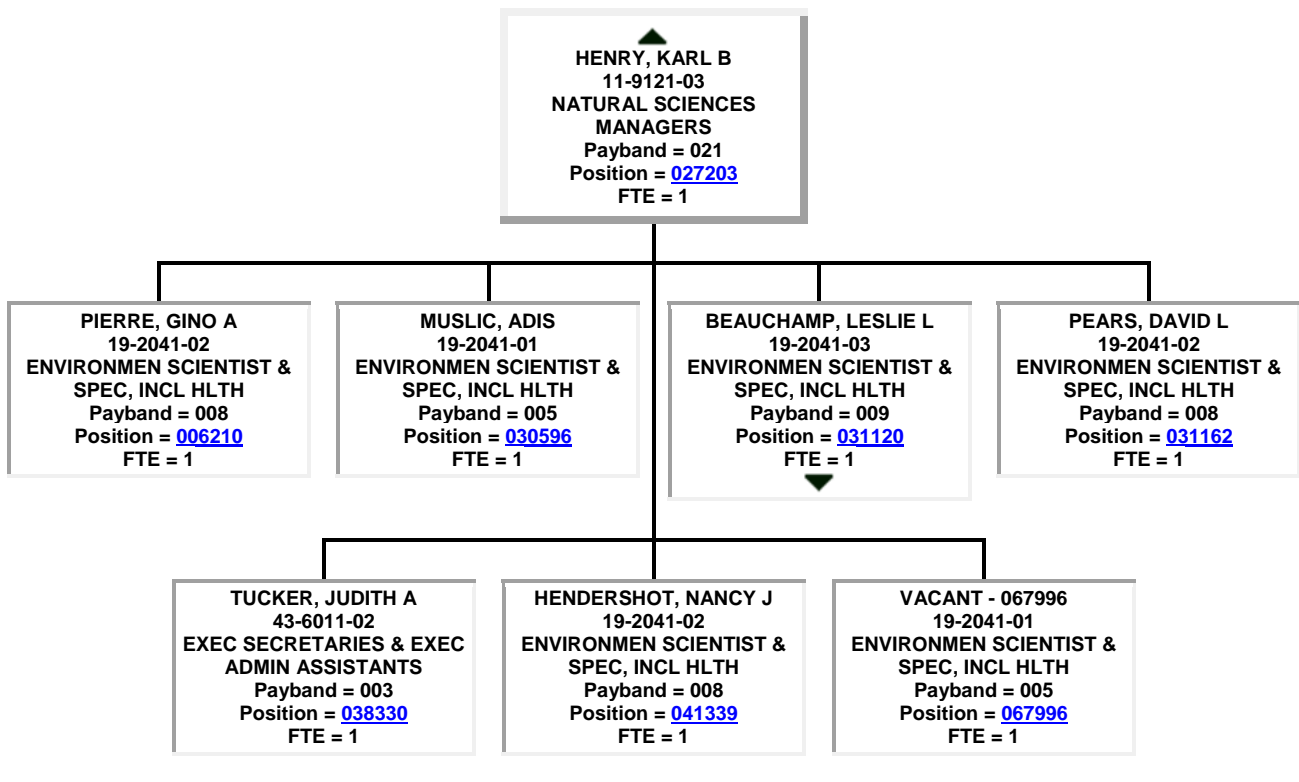 HENRY, KARL B
11-9121-03
NATURAL SCIENCES
MANAGERS
Payband = 021
Position = 027203
FTE = 1
PIERRE, GINO A
19-2041-02
ENVIRONMEN SCIENTIST &
SPEC, INCL HLTH
Payband = 008
Position = 006210
FTE = 1
MUSLIC, ADIS
19-2041-01
ENVIRONMEN SCIENTIST &
SPEC, INCL HLTH
Payband = 005
Position = 030596
FTE = 1
BEAUCHAMP, LESLIE L
19-2041-03
ENVIRONMEN SCIENTIST &
SPEC, INCL HLTH
Payband = 009
Position = 031120
FTE = 1
PEARS, DAVID L
19-2041-02
ENVIRONMEN SCIENTIST &
SPEC, INCL HLTH
Payband = 008
Position = 031162
FTE = 1
TUCKER, JUDITH A
43-6011-02
EXEC SECRETARIES & EXEC
ADMIN ASSISTANTS
Payband = 003
Position = 038330
FTE = 1
HENDERSHOT, NANCY J
19-2041-02
ENVIRONMEN SCIENTIST &
SPEC, INCL HLTH
Payband = 008
Position = 041339
FTE = 1
VACANT - 067996
19-2041-01
ENVIRONMEN SCIENTIST &
SPEC, INCL HLTH
Payband = 005
Position = 067996
FTE = 1